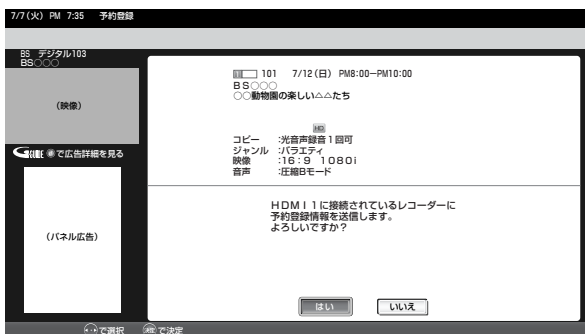 7/7(火) PM 7:35 予約登録
BS デジタル103
BS○○○
(映像)
GGUIDE で広告詳細を見る
(パネル広告)
101 7/12(日) PM8:00−PM10:00
BS○○○
○○動物園の楽しい△△たち
HD
コピー :光音声録音1回可
ジャンル :バラエティ
映像 :16:9 1080i
音声 :圧縮Bモード
HDMI1に接続されているレコーダーに
予約登録情報を送信します。
よろしいですか?
はい いいえ
で選択 決定 で決定